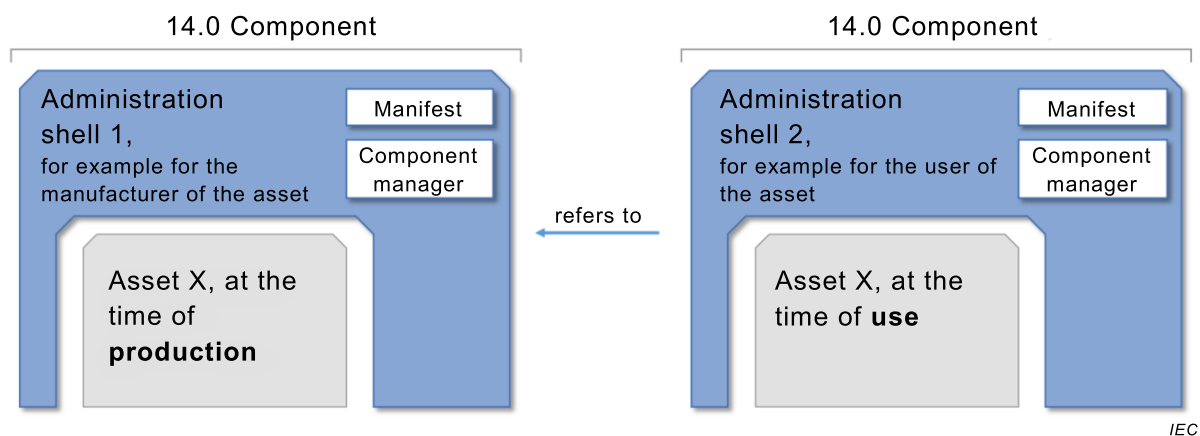 14.0 Component
Administration
shell 1,
for example for the
manufacturer of the asset
Manifest
Component
manager
Asset X, at the
time of
production
refers to
14.0 Component
Administration
shell 2,
for example for the user of
the asset
Manifest
Component
manager
Asset X, at the
time of use
IEC